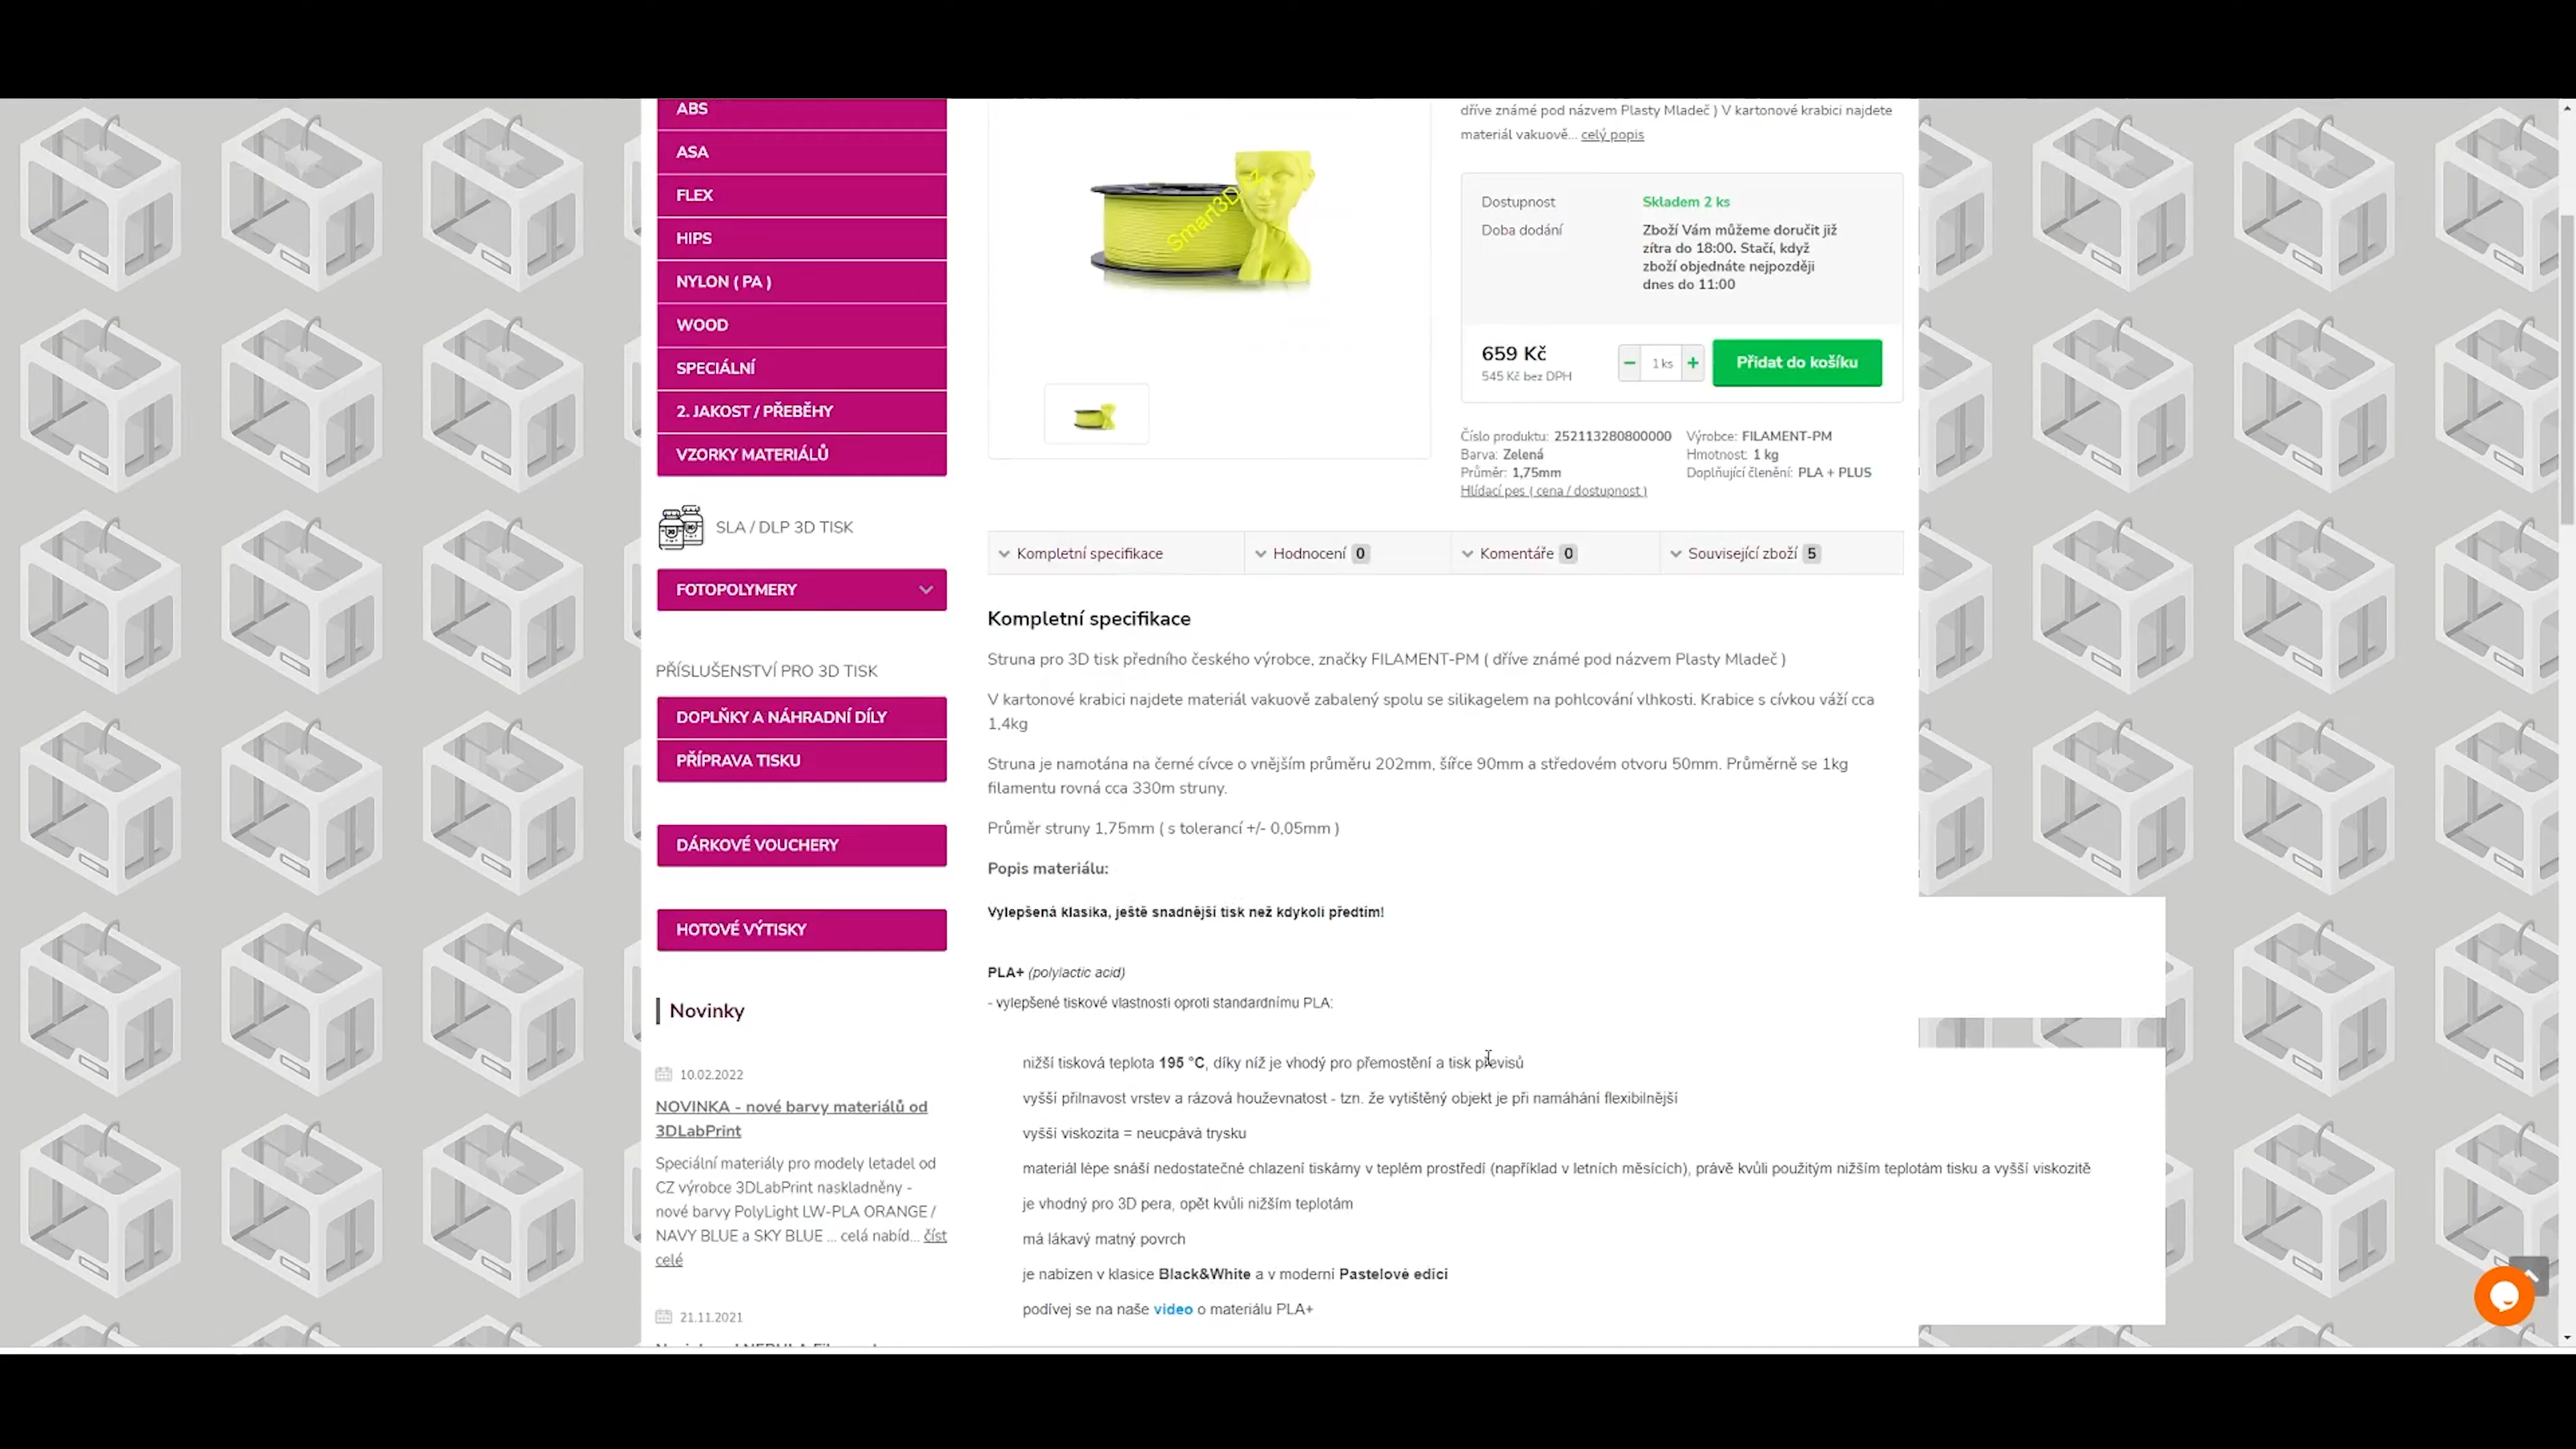 ABS
ASA
FLEX
HIPS
NYLON ( PA )
WOOD
SPECIÁLNÍ
2. JAKOST / PŘEBĚHY
VZORKY MATERIÁLŮ
SLA / DLP 3D TISK
FOTOPOLYMERY
PŘÍSLUŠENSTVÍ PRO 3D TISK
DOPLŇKY A NÁHRADNÍ DÍLY
PŘÍPRAVA TISKU
DÁRKOVÉ VOUCHERY
HOTOVÉ VÝTISKY
Novinky
10.02.2022
NOVINKA - nové barvy materiálů od
3DLabPrint
Speciální materiály pro modely letadel od
CZ výrobce 3DLabPrint naskladněny -
nové barvy PolyLight LW-PLA ORANGE /
NAVY BLUE a SKY BLUE ... celá nabíd... číst
celé
21.11.2021
dříve známé pod názvem Plasty Mladeč ) V kartonové krabici najdete
materiál vakuově... celý popis
Dostupnost Skladem 2 ks
Doba dodání Zboží Vám můžeme doručit již
zítra do 18:00. Stačí, když
zboží objednáte nejpozději
dnes do 11:00
659 Kč
545 Kč bez DPH
1 ks
Přidat do košíku
Číslo produktu: 252113280800000 Výrobce: FILAMENT-PM
Barva: Zelená Hmotnost: 1 kg
Průměr: 1,75mm Doplňující členění: PLA + PLUS
Hlídací pes ( cena / dostupnost )
Kompletní specifikace Hodnocení 0 Komentáře 0 Související zboží 5
Kompletní specifikace
Struna pro 3D tisk předního českého výrobce, značky FILAMENT-PM ( dříve známé pod názvem Plasty Mladeč )
V kartonové krabici najdete materiál vakuově zabalený spolu se silikagelem na pohlcování vlhkosti. Krabice s cívkou váží cca
1,4kg
Struna je namotána na černé cívce o vnějším průměru 202mm, šířce 90mm a středovém otvoru 50mm. Průměrně se 1kg
filamentu rovná cca 330m struny.
Průměr struny 1,75mm ( s tolerancí +/- 0,05mm )
Popis materiálu:
Vylepšená klasika, ještě snadnější tisk než kdykoli předtím!
PLA+ (polylactic acid)
- vylepšené tiskové vlastnosti oproti standardnímu PLA:
nižší tisková teplota 195 °C, díky níž je vhodý pro přemostění a tisk převisů
vyšší přilnavost vrstev a rázová houževnatost - tzn. že vytištěný objekt je při namáhání flexibilnější
vyšší viskozita = neucpává trysku
materiál lépe snáší nedostatečné chlazení tiskárny v teplém prostředí (například v letních měsících), právě kvůli použitým nižším teplotám tisku a vyšší viskozitě
je vhodný pro 3D pera, opět kvůli nižším teplotám
má lákavý matný povrch
je nabízen v klasice Black&White a v moderní Pastelové edici
podívej se na naše video o materiálu PLA+